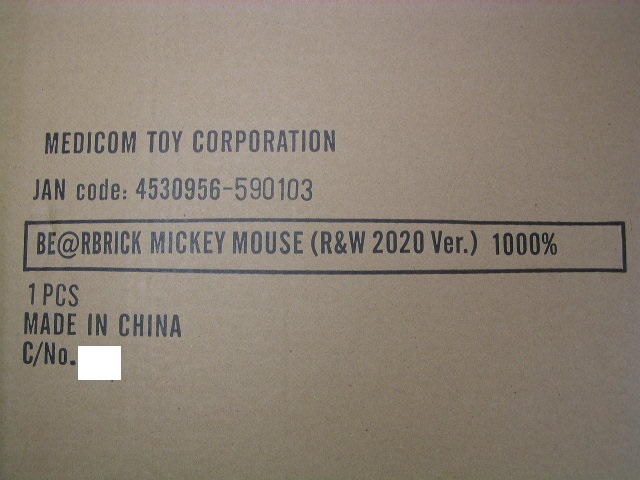 MEDICOM TOY CORPORATION
JAN code: 4530956-590103
BE@RBRICK MICKEY MOUSE (R&W 2020 Ver.) 1000%
1 PCS
MADE IN CHINA
C/No.